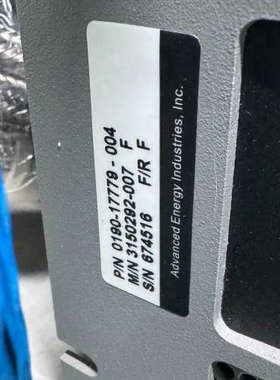 P/N 0190-17779-004
M/N 3150292-007 F
S/N 674516 F/R F
Advanced Energy Industries, Inc.